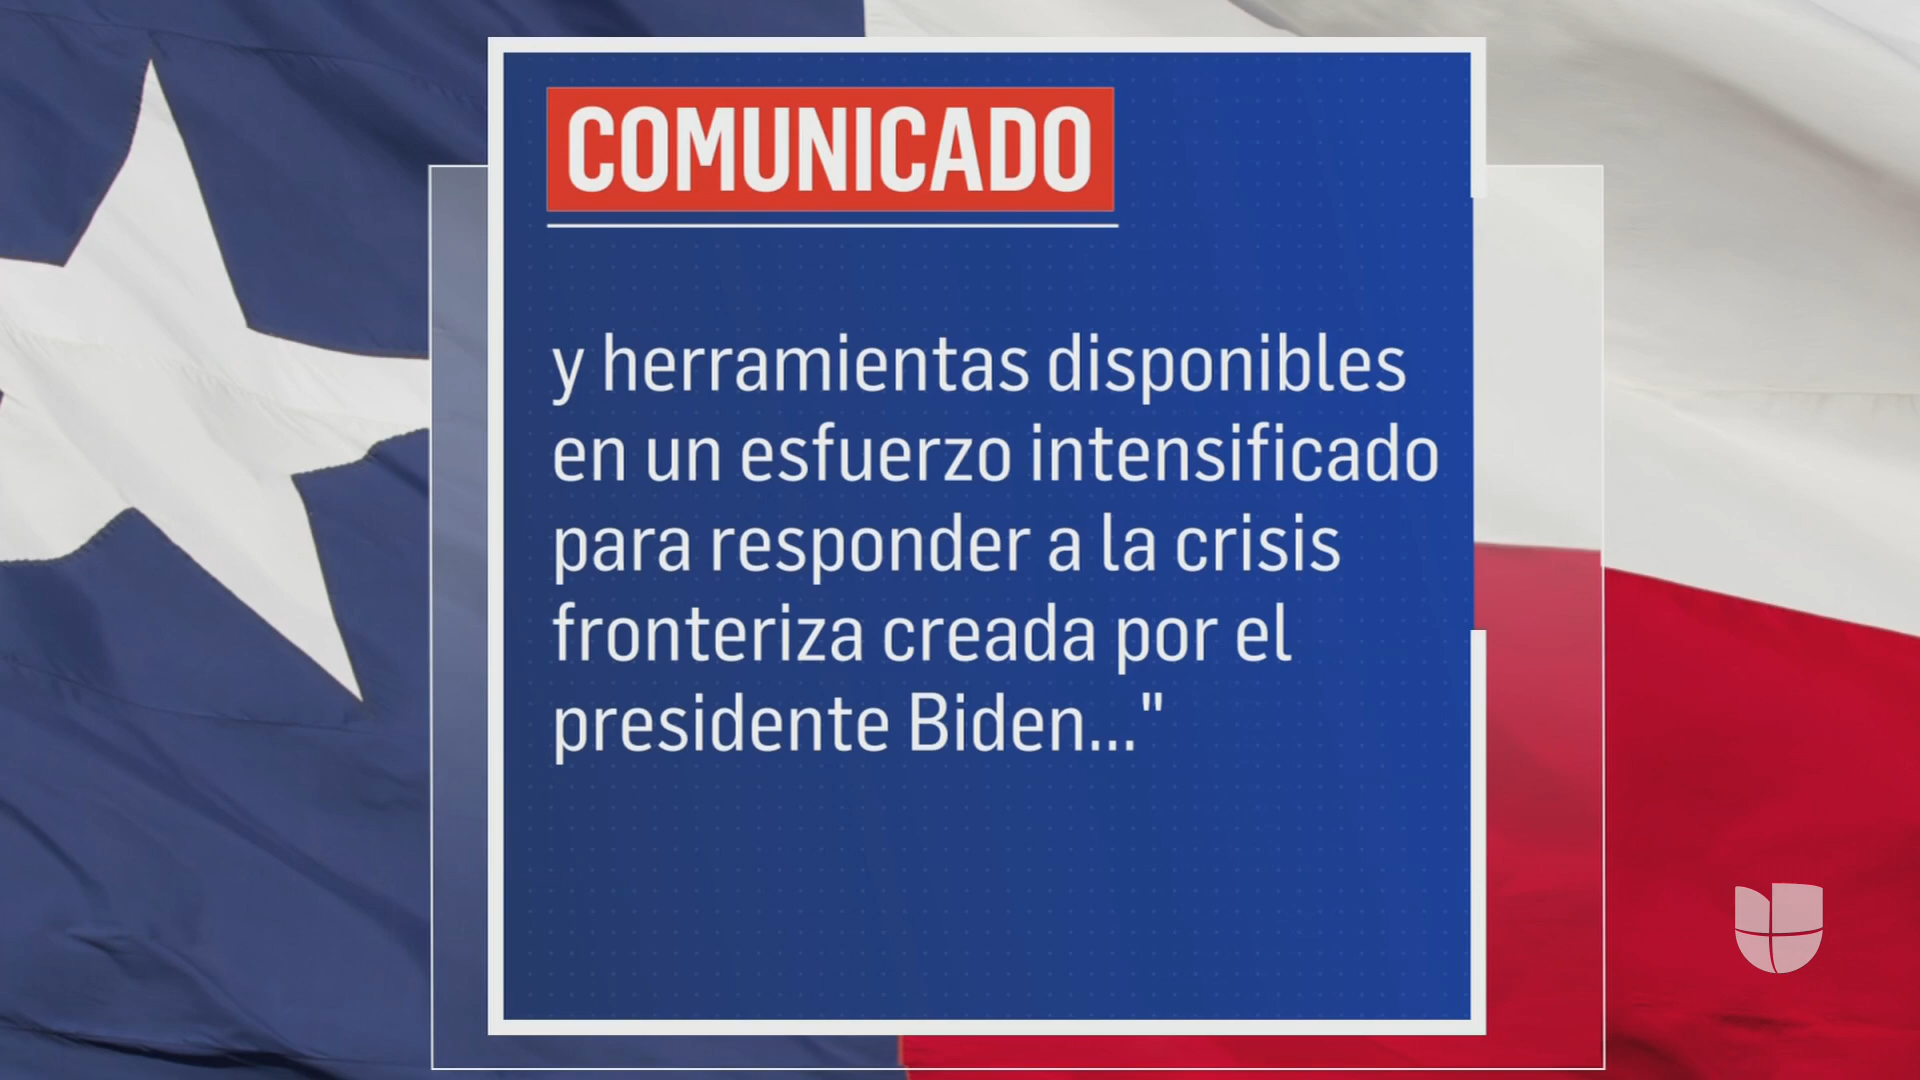 COMUNICADO
y herramientas disponibles
en un esfuerzo intensificado
para responder a la crisis
fronteriza creada por el
presidente Biden..."